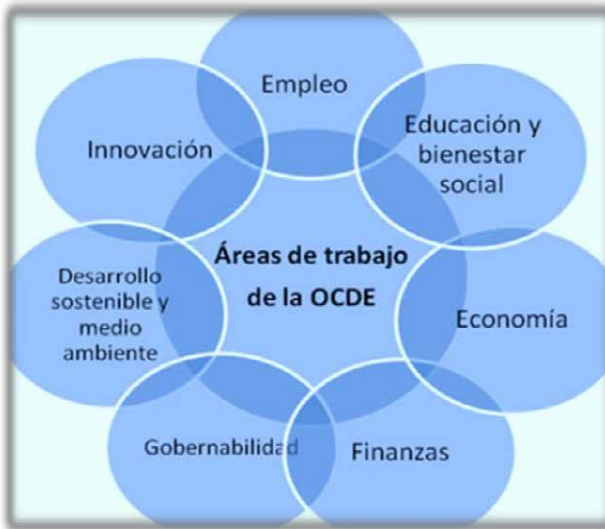 Empleo
Educación y
bienestar
social
Economía
Finanzas
Gobernabilidad
Desarrollo
sostenible y
medio
ambiente
Innovación
Áreas de trabajo
de la OCDE